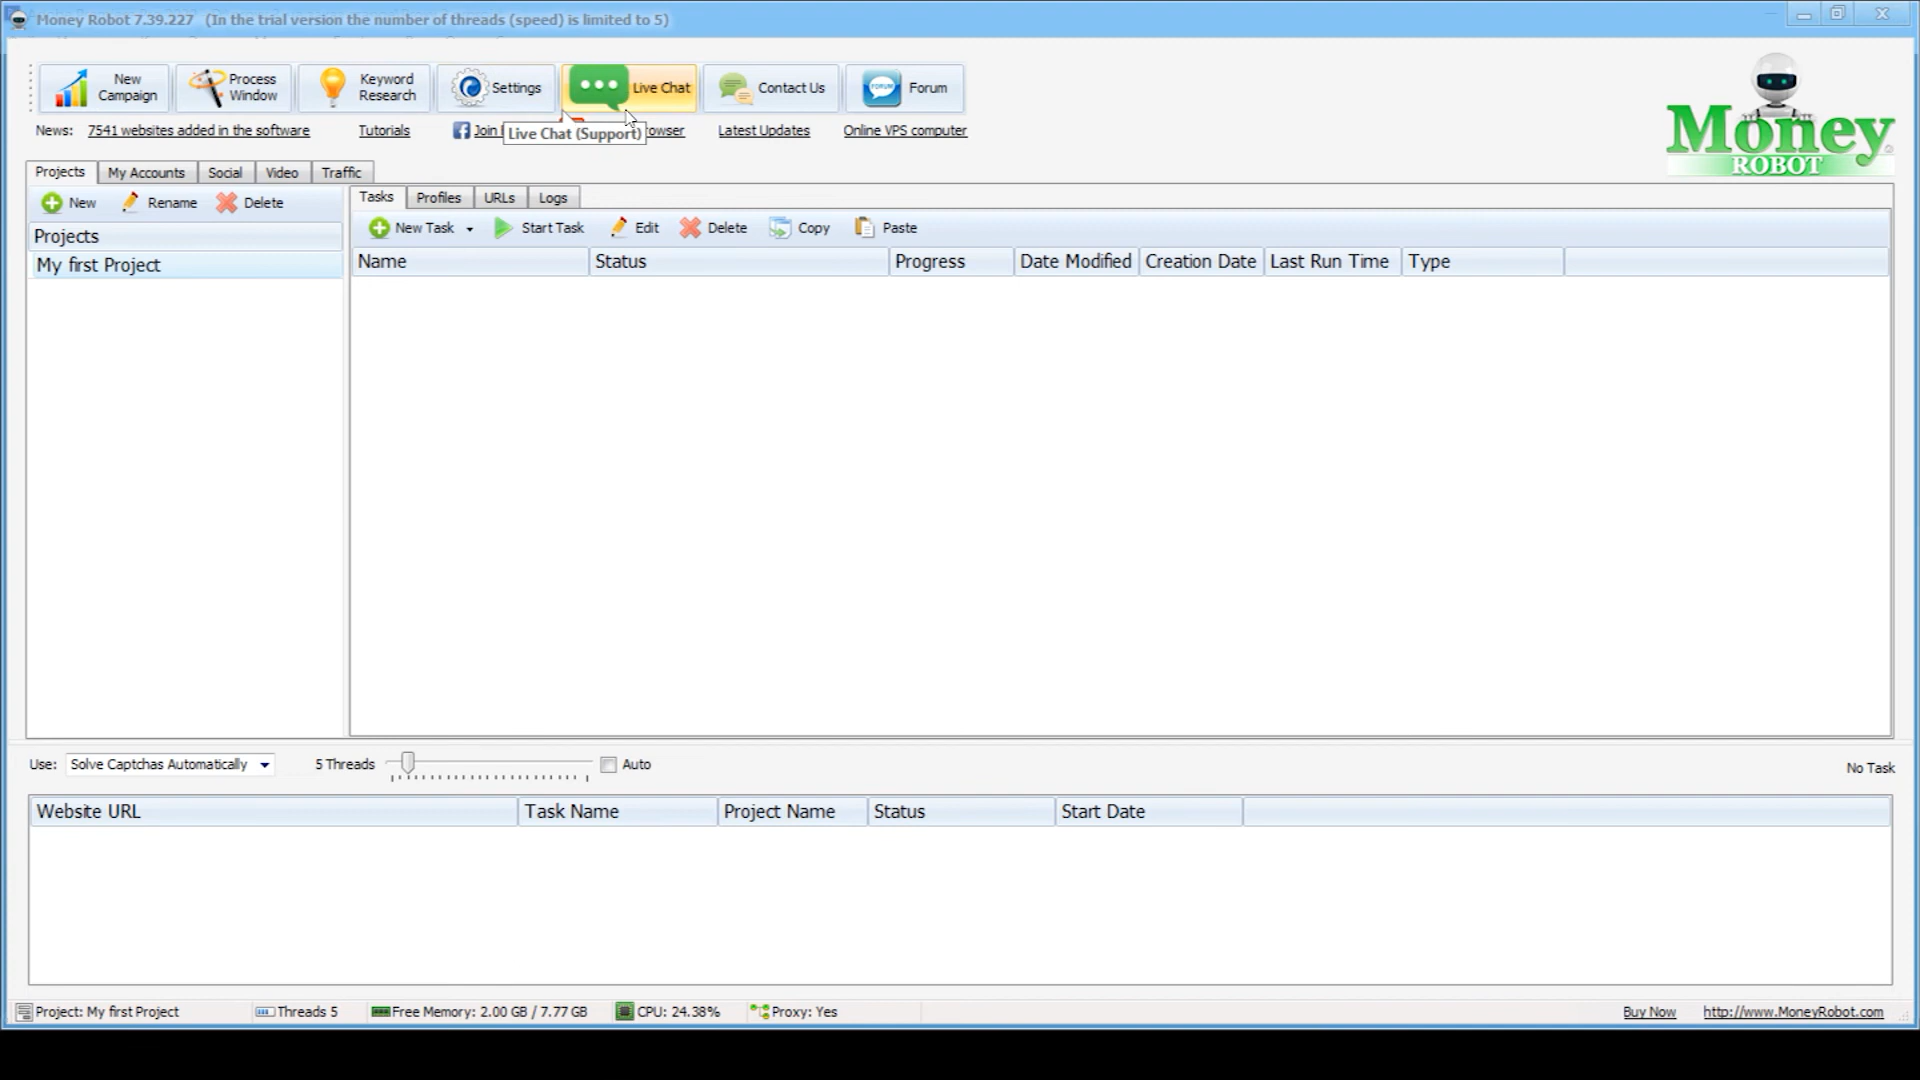 Money Robot 7.39.227   (In the trial version the number of threads (speed) is limited to 5)
New Campaign
Process Window
Keyword Research
Settings
Live Chat
Contact Us
FORUM
Forum
News: 7541 websites added in the software
Tutorials
Join
Live Chat (Support)
rowser
Latest Updates
Online VPS computer
Money
ROBOT
Projects My Accounts Social Video Traffic
New Rename Delete
Projects
My first Project
Tasks Profiles URLs Logs
New Task Start Task Edit Delete Copy Paste
Name Status Progress Date Modified Creation Date Last Run Time Type
Use: Solve Captchas Automatically 5 Threads Auto No Task
Website URL Task Name Project Name Status Start Date
Project: My first Project Threads 5 Free Memory: 2.00 GB / 7.77 GB CPU: 24.38% Proxy: Yes Buy Now http://www.MoneyRobot.com